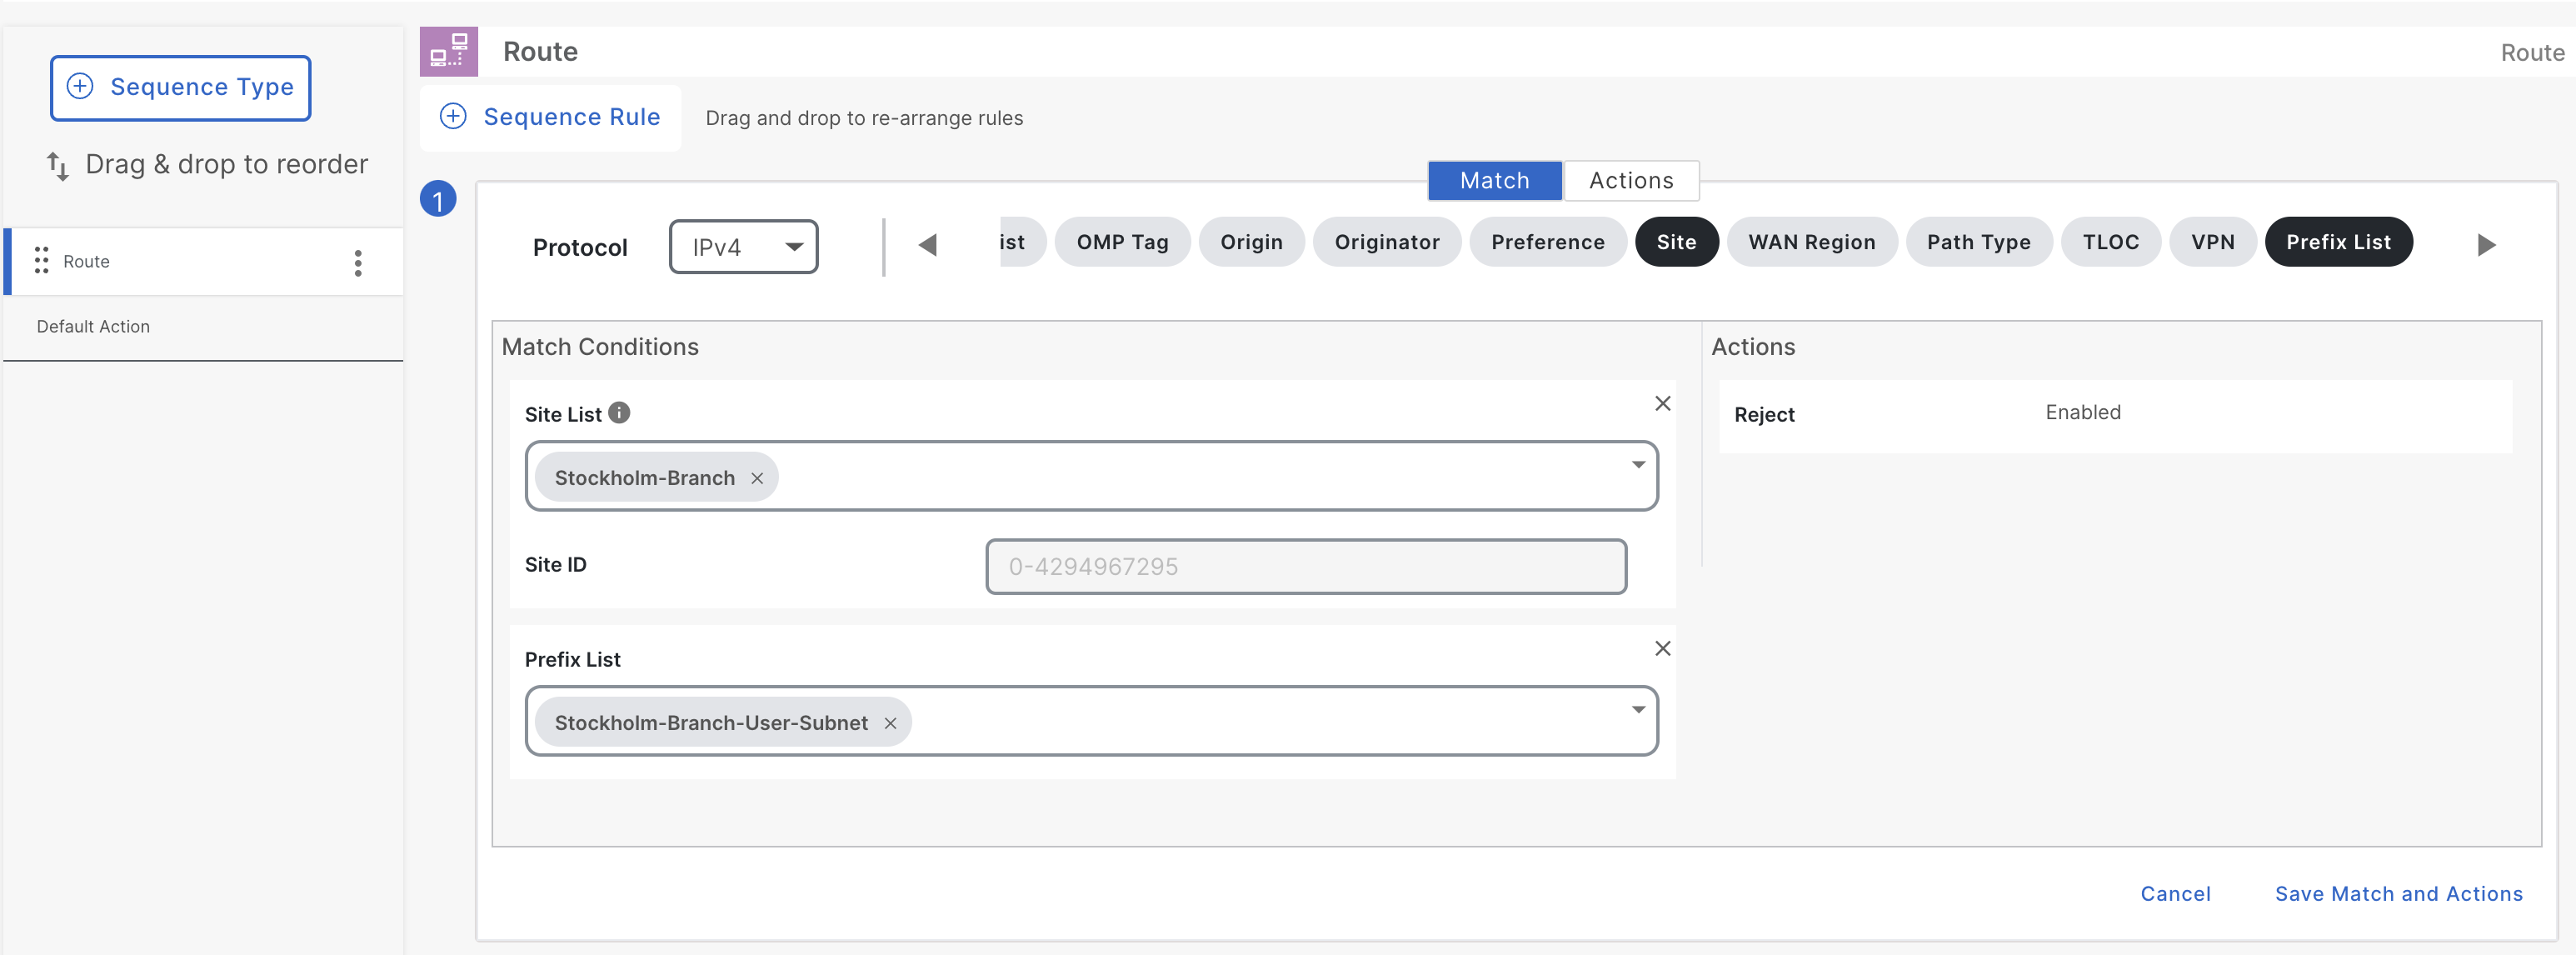 Sequence Type
Drag & drop to reorder
Route
Default Action
Route
Route
Sequence Rule
Drag and drop to re-arrange rules
1
Match
Actions
Protocol
IPv4
ist
OMP Tag
Origin
Originator
Preference
Site
WAN Region
Path Type
TLOC
VPN
Prefix List
Match Conditions
Site List
Stockholm-Branch
Site ID
0-4294967295
Prefix List
Stockholm-Branch-User-Subnet
Actions
Reject
Enabled
Cancel
Save Match and Actions